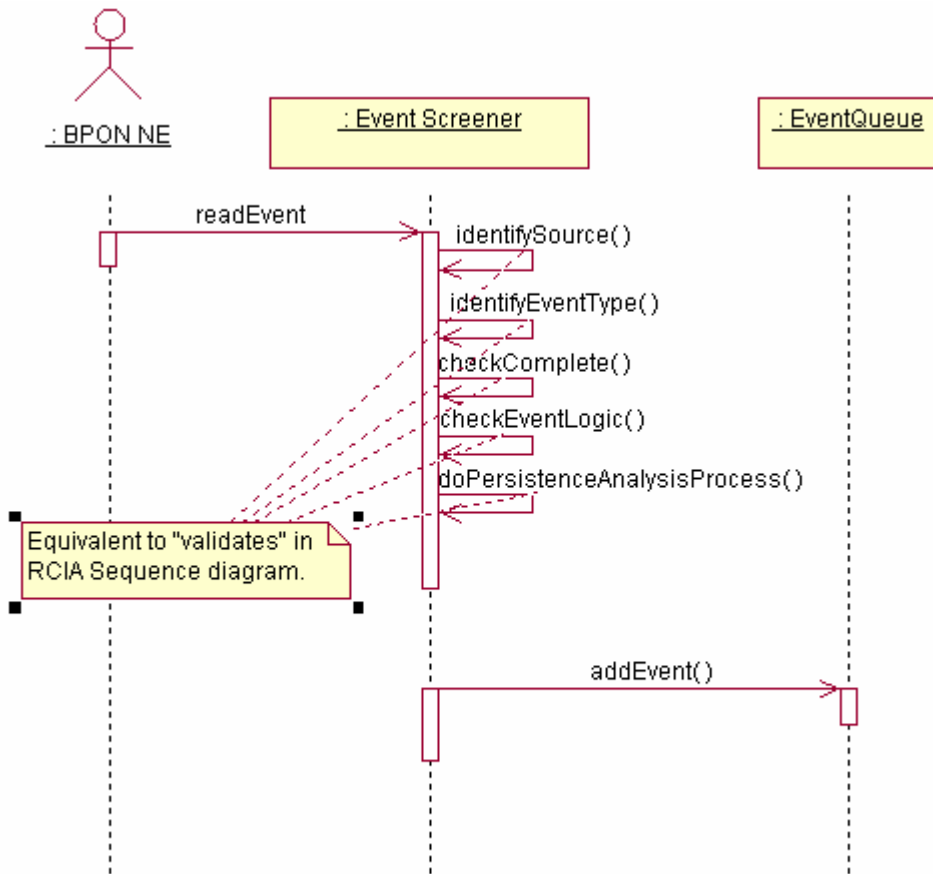 : BPON NE
: Event Screener
: EventQueue
readEvent
identifySource()
identifyEventType()
checkComplete()
checkEventLogic()
doPersistenceAnalysisProcess()
Equivalent to "validates" in
RCIA Sequence diagram.
addEvent()